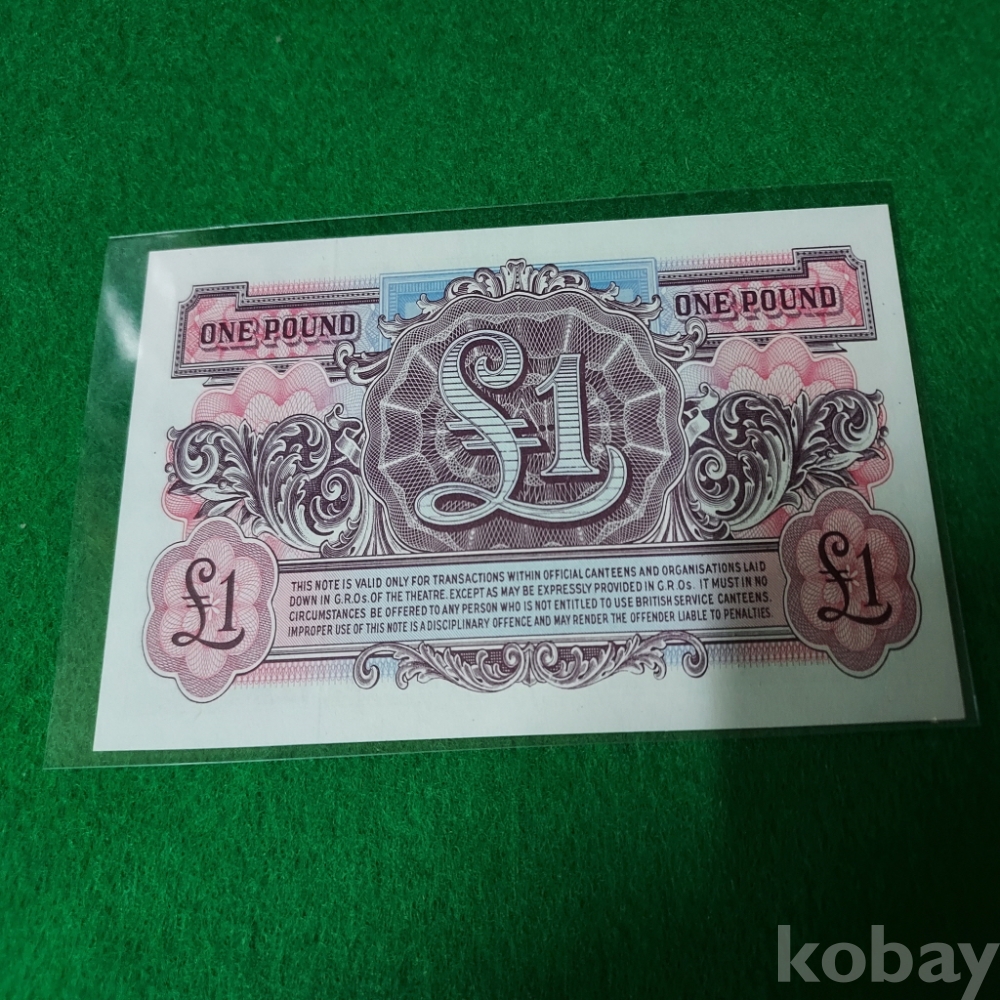 ONE POUND
ONE POUND
£1
THIS NOTE IS VALID ONLY FOR TRANSACTIONS WITHIN OFFICIAL CANTEENS AND ORGANISATIONS LAID
DOWN IN G.R.Os. OF THE THEATRE. EXCEPT AS MAY BE EXPRESSLY PROVIDED IN G.R.Os. IT MUST IN NO
CIRCUMSTANCES BE OFFERED TO ANY PERSON WHO IS NOT ENTITLED TO USE BRITISH SERVICE CANTEENS.
IMPROPER USE OF THIS NOTE IS A DISCIPLINARY OFFENCE AND MAY RENDER THE OFFENDER LIABLE TO PENALTIES.
£1
£1
kobay